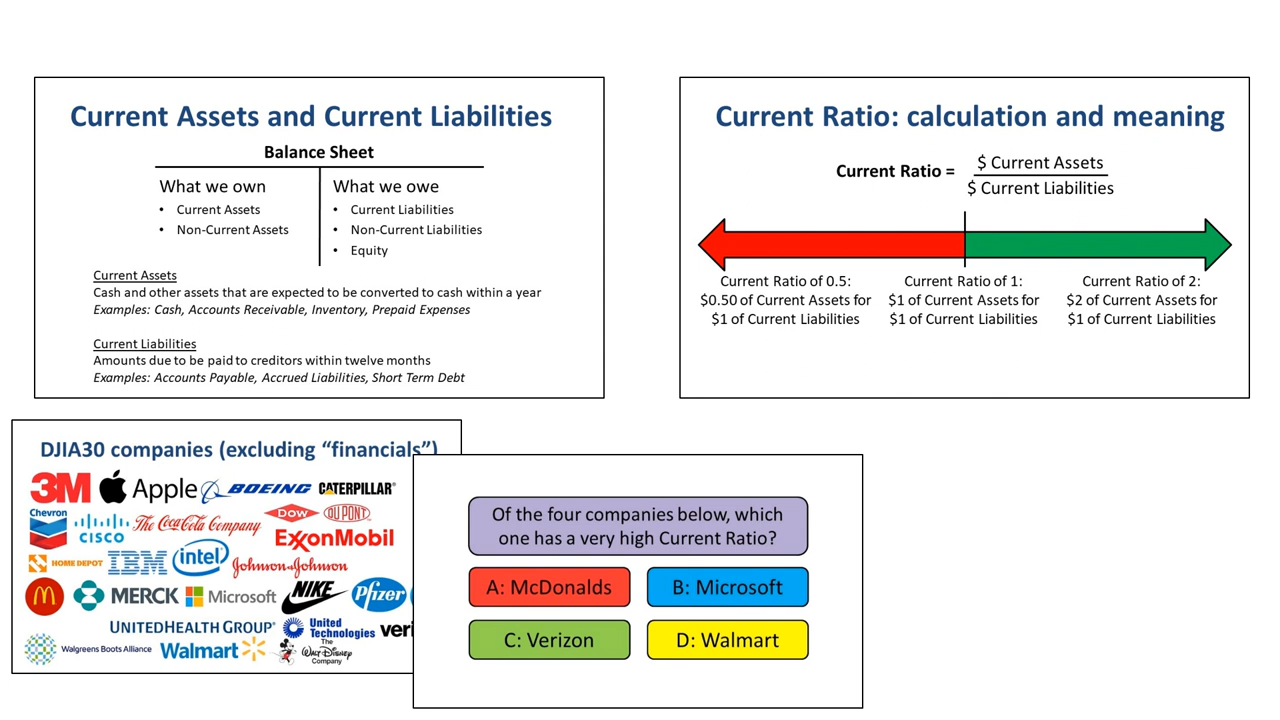 Current Assets and Current Liabilities
Balance Sheet
What we own
• Current Assets
• Non-Current Assets
What we owe
• Current Liabilities
• Non-Current Liabilities
• Equity
Current Assets
Cash and other assets that are expected to be converted to cash within a year
Examples: Cash, Accounts Receivable, Inventory, Prepaid Expenses
Current Liabilities
Amounts due to be paid to creditors within twelve months
Examples: Accounts Payable, Accrued Liabilities, Short Term Debt
Current Ratio: calculation and meaning
Current Ratio =
$ Current Assets
$ Current Liabilities
Current Ratio of 0.5:
$0.50 of Current Assets for
$1 of Current Liabilities
Current Ratio of 1:
$1 of Current Assets for
$1 of Current Liabilities
Current Ratio of 2:
$2 of Current Assets for
$1 of Current Liabilities
DJIA30 companies (excluding “financials”)
3M Apple BOEING CATERPILLAR®
Chevron CISCO The Coca-Cola Company DOW DUPONT
ExxonMobil
HOME DEPOT IBM intel Johnson&Johnson
MERCK Microsoft NIKE Pfizer
UNITEDHEALTH GROUP® United Technologies veri
Walgreens Boots Alliance Walmart The Walt Disney Company
Of the four companies below, which
one has a very high Current Ratio?
A: McDonalds
B: Microsoft
C: Verizon
D: Walmart